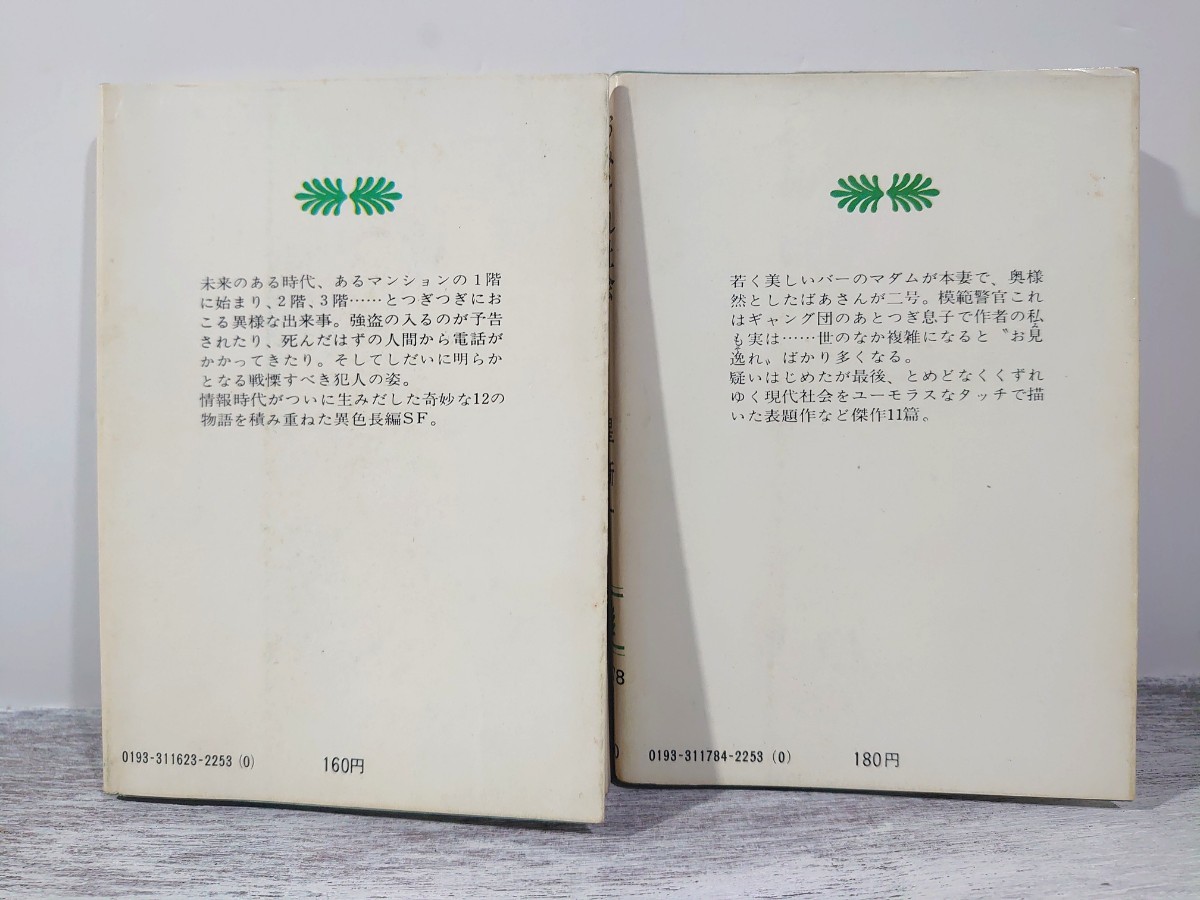 未来のある時代、あるマンションの1階
に始まり、2階、3階……とつぎつぎにお
こる異様な出来事。強盗の入るのが予告
されたり、死んだはずの人間から電話が
かかってきたり。そしてしだいに明らか
となる戦慄すべき犯人の姿。
情報時代がついに生みだした奇妙な12の
物語を積み重ねた異色長編SF。
0193-311623-2253 (0)
160円
若く美しいバーのマダムが本妻で、奥様
然としたばあさんが二号。模範警官これ
はギャング団のあとつぎ息子で作者の私
も実は……世のなか複雑になると〝お見
逸れ〟ばかり多くなる。
疑いはじめたが最後、とめどなくくずれ
ゆく現代社会をユーモラスなタッチで描
いた表題作など傑作11篇。
0193-311784-2253 (0)
180円